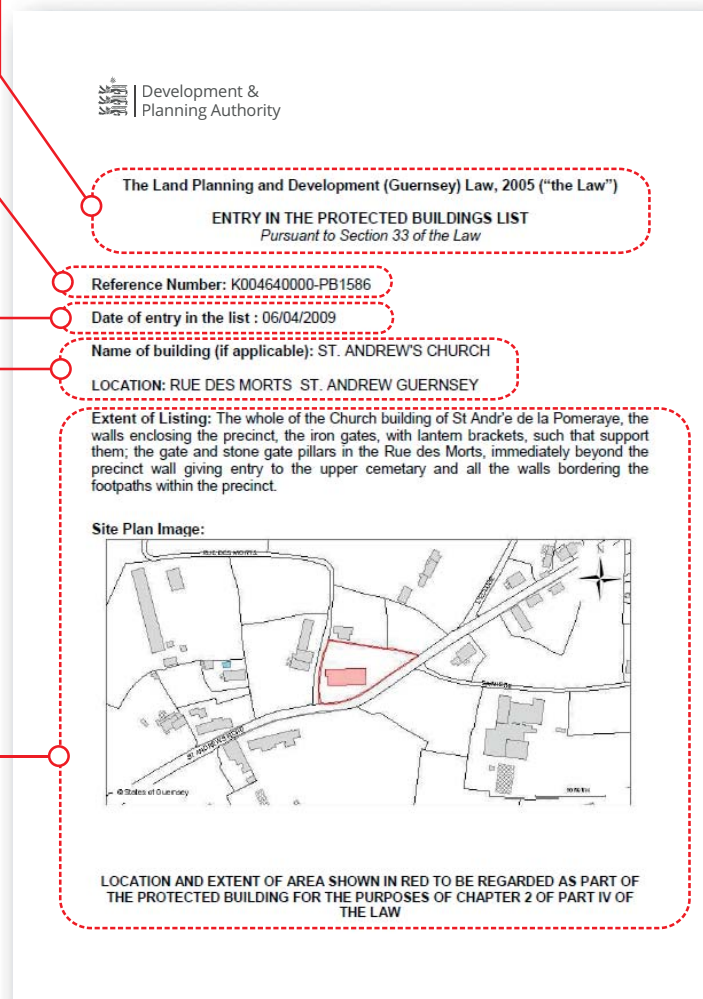 Development &
Planning Authority
The Land Planning and Development (Guernsey) Law, 2005 (“the Law”)
ENTRY IN THE PROTECTED BUILDINGS LIST
Pursuant to Section 33 of the Law
Reference Number: K004640000-PB1586
Date of entry in the list : 06/04/2009
Name of building (if applicable): ST. ANDREW'S CHURCH
LOCATION: RUE DES MORTS ST. ANDREW GUERNSEY
Extent of Listing: The whole of the Church building of St Andr'e de la Pomeraye, the
walls enclosing the precinct, the iron gates, with lantern brackets, such that support
them; the gate and stone gate pillars in the Rue des Morts, immediately beyond the
precinct wall giving entry to the upper cemetary and all the walls bordering the
footpaths within the precinct.
Site Plan Image:
RUE DES MORTS
N
ST ANDREW'S ROAD
© States of Guernsey
LOCATION AND EXTENT OF AREA SHOWN IN RED TO BE REGARDED AS PART OF
THE PROTECTED BUILDING FOR THE PURPOSES OF CHAPTER 2 OF PART IV OF
THE LAW